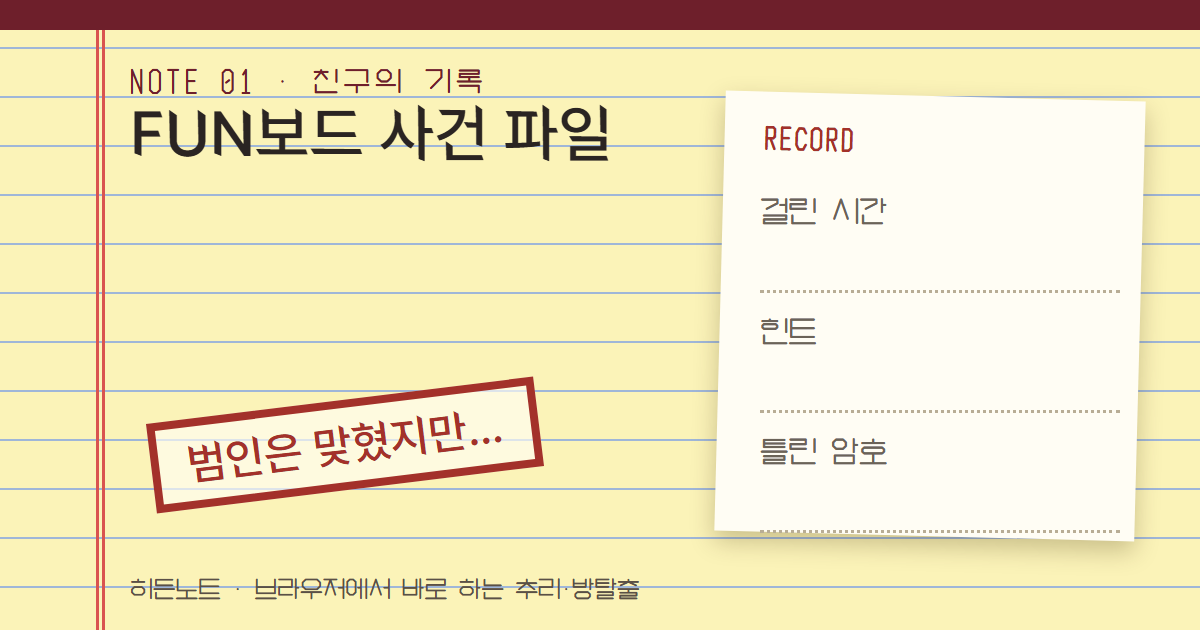 NOTE 01 · 친구의 기록
FUN보드 사건 파일
범인은 맞혔지만...
히든노트 · 브라우저에서 바로 하는 추리·방탈출
RECORD
걸린 시간
힌트
틀린 암호